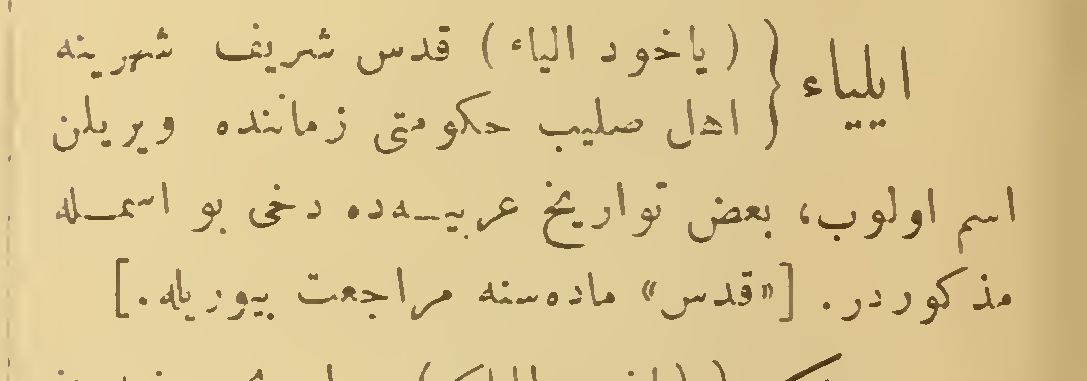 ايلياء { ( ياخود الياء ) قدس شريف شهرينه
اهل صليب حكومتى زماننده ويريلن
اسم اولوب، بعض تواريخ عربيه‌ده دخى بو اسمله
مذكوردر. [«قدس» ماده‌سنه مراجعت بيوريله.]